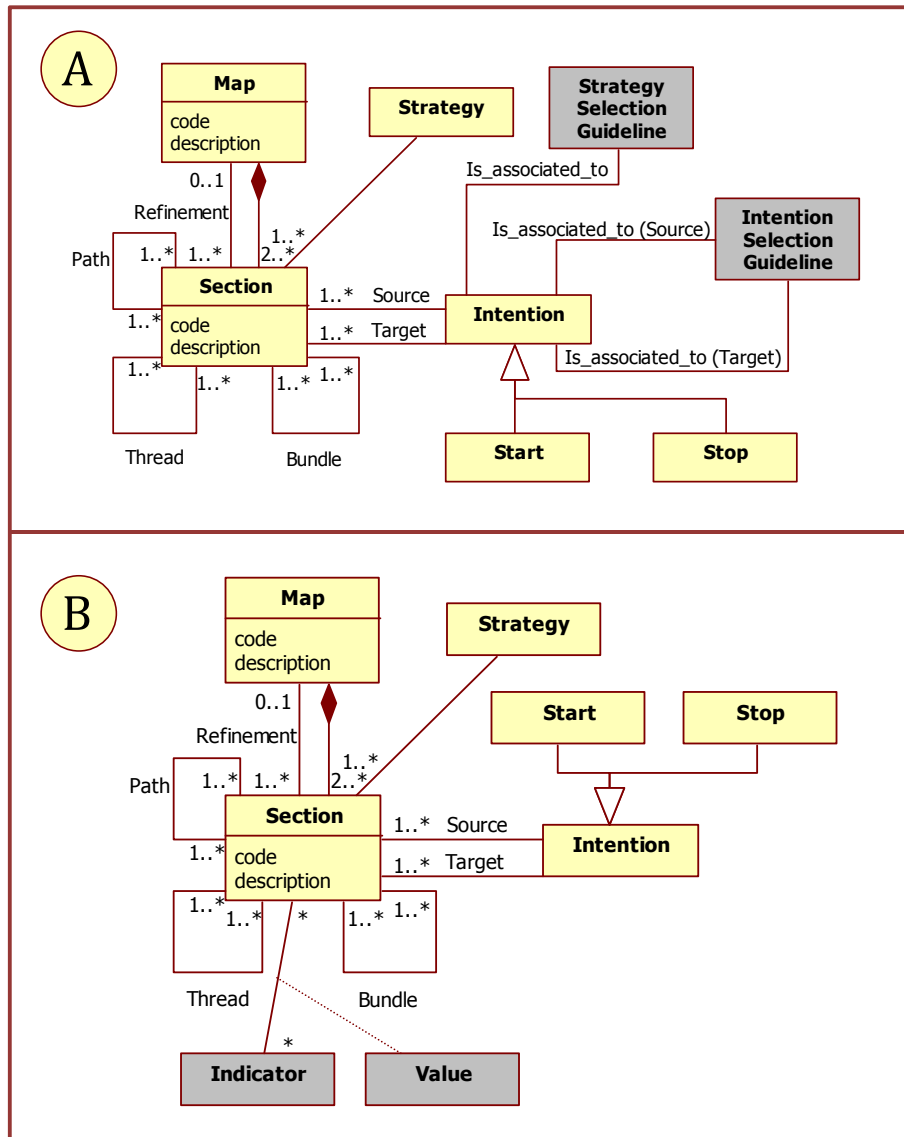 A
Map
code
description
Strategy
Strategy
Selection
Guideline
Is_associated_to
0..1
Refinement
1..*
2..*
Path
1..*
1..*
Is_associated_to (Source)
Intention
Selection
Guideline
Section
code
description
1..*
1..*
Source
1..*
Target
Intention
Is_associated_to (Target)
1..*
1..*
1..*
1..*
Thread
Bundle
Start
Stop
B
Map
code
description
Strategy
0..1
Refinement
Start
Stop
1..*
2..*
Path
1..*
1..*
Section
code
description
1..*
1..*
Source
1..*
Target
Intention
1..*
1..*
*
1..*
1..*
Thread
Bundle
*
Indicator
Value